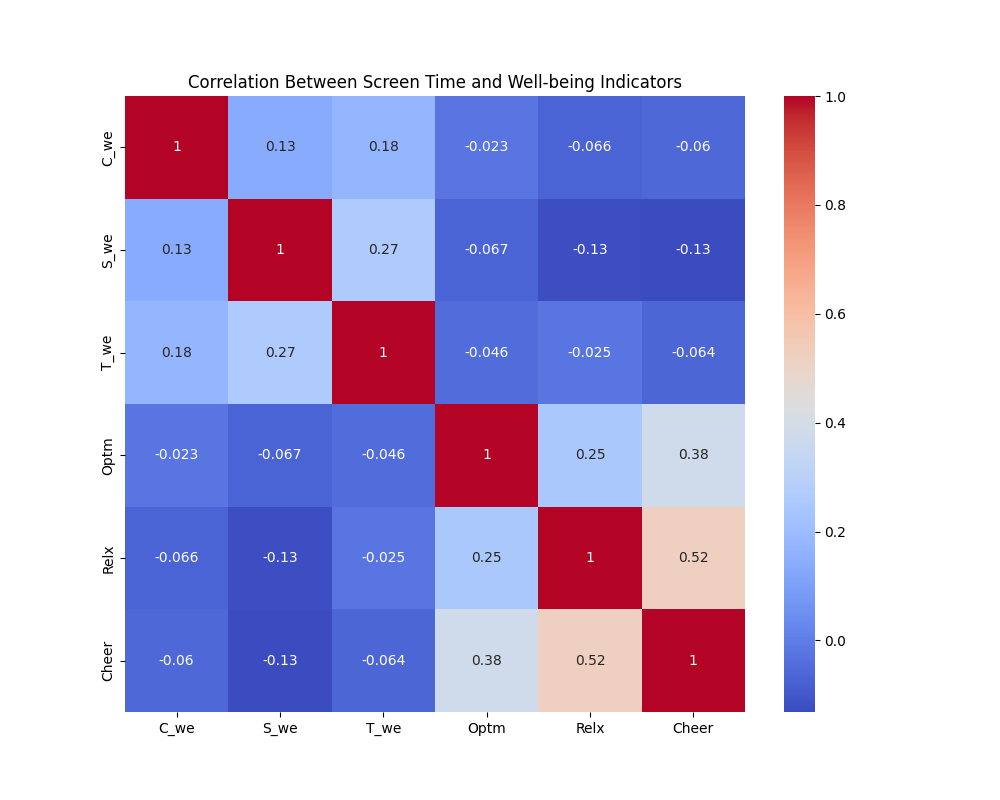 Correlation Between Screen Time and Well-being Indicators
C_we 1 0.13 0.18 -0.023 -0.066 -0.06
S_we 0.13 1 0.27 -0.067 -0.13 -0.13
T_we 0.18 0.27 1 -0.046 -0.025 -0.064
Optm -0.023 -0.067 -0.046 1 0.25 0.38
Relx -0.066 -0.13 -0.025 0.25 1 0.52
Cheer -0.06 -0.13 -0.064 0.38 0.52 1
C_we S_we T_we Optm Relx Cheer
1.0
0.8
0.6
0.4
0.2
0.0